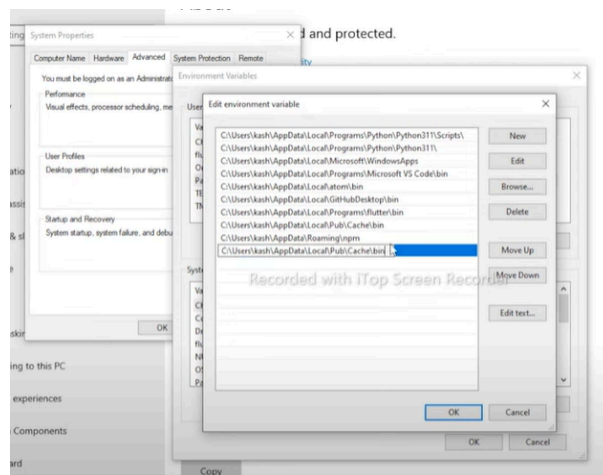 ting
System Properties
d and protected.
Computer Name Hardware Advanced System Protection Remote
ity
You must be logged on as an Administrat
Environment Variables
Performance
Visual effects, processor scheduling, me
User
Edit environment variable
Va
C:\Users\kash\AppData\Local\Programs\Python\Python311\Scripts\
New
C:\Users\kash\AppData\Local\Programs\Python\Python311\
C:\Users\kash\AppData\Local\Microsoft\WindowsApps
Edit
C:\Users\kash\AppData\Local\Programs\Microsoft VS Code\bin
C:\Users\kash\AppData\Local\atom\bin
Browse...
C:\Users\kash\AppData\Local\GitHubDesktop\bin
C:\Users\kash\AppData\Local\Programs\flutter\bin
Delete
C:\Users\kash\AppData\Local\Pub\Cache\bin
C:\Users\kash\AppData\Roaming\npm
C:\Users\kash\AppData\Local\Pub\Cache\bin
Move Up
User Profiles
Desktop settings related to your sign-in
Startup and Recovery
System startup, system failure, and debu
Syste
Move Down
Recorded with iTop Screen Recorder
Edit text...
OK
ing to this PC
experiences
OK Cancel
Components
OK Cancel
ard
Copy